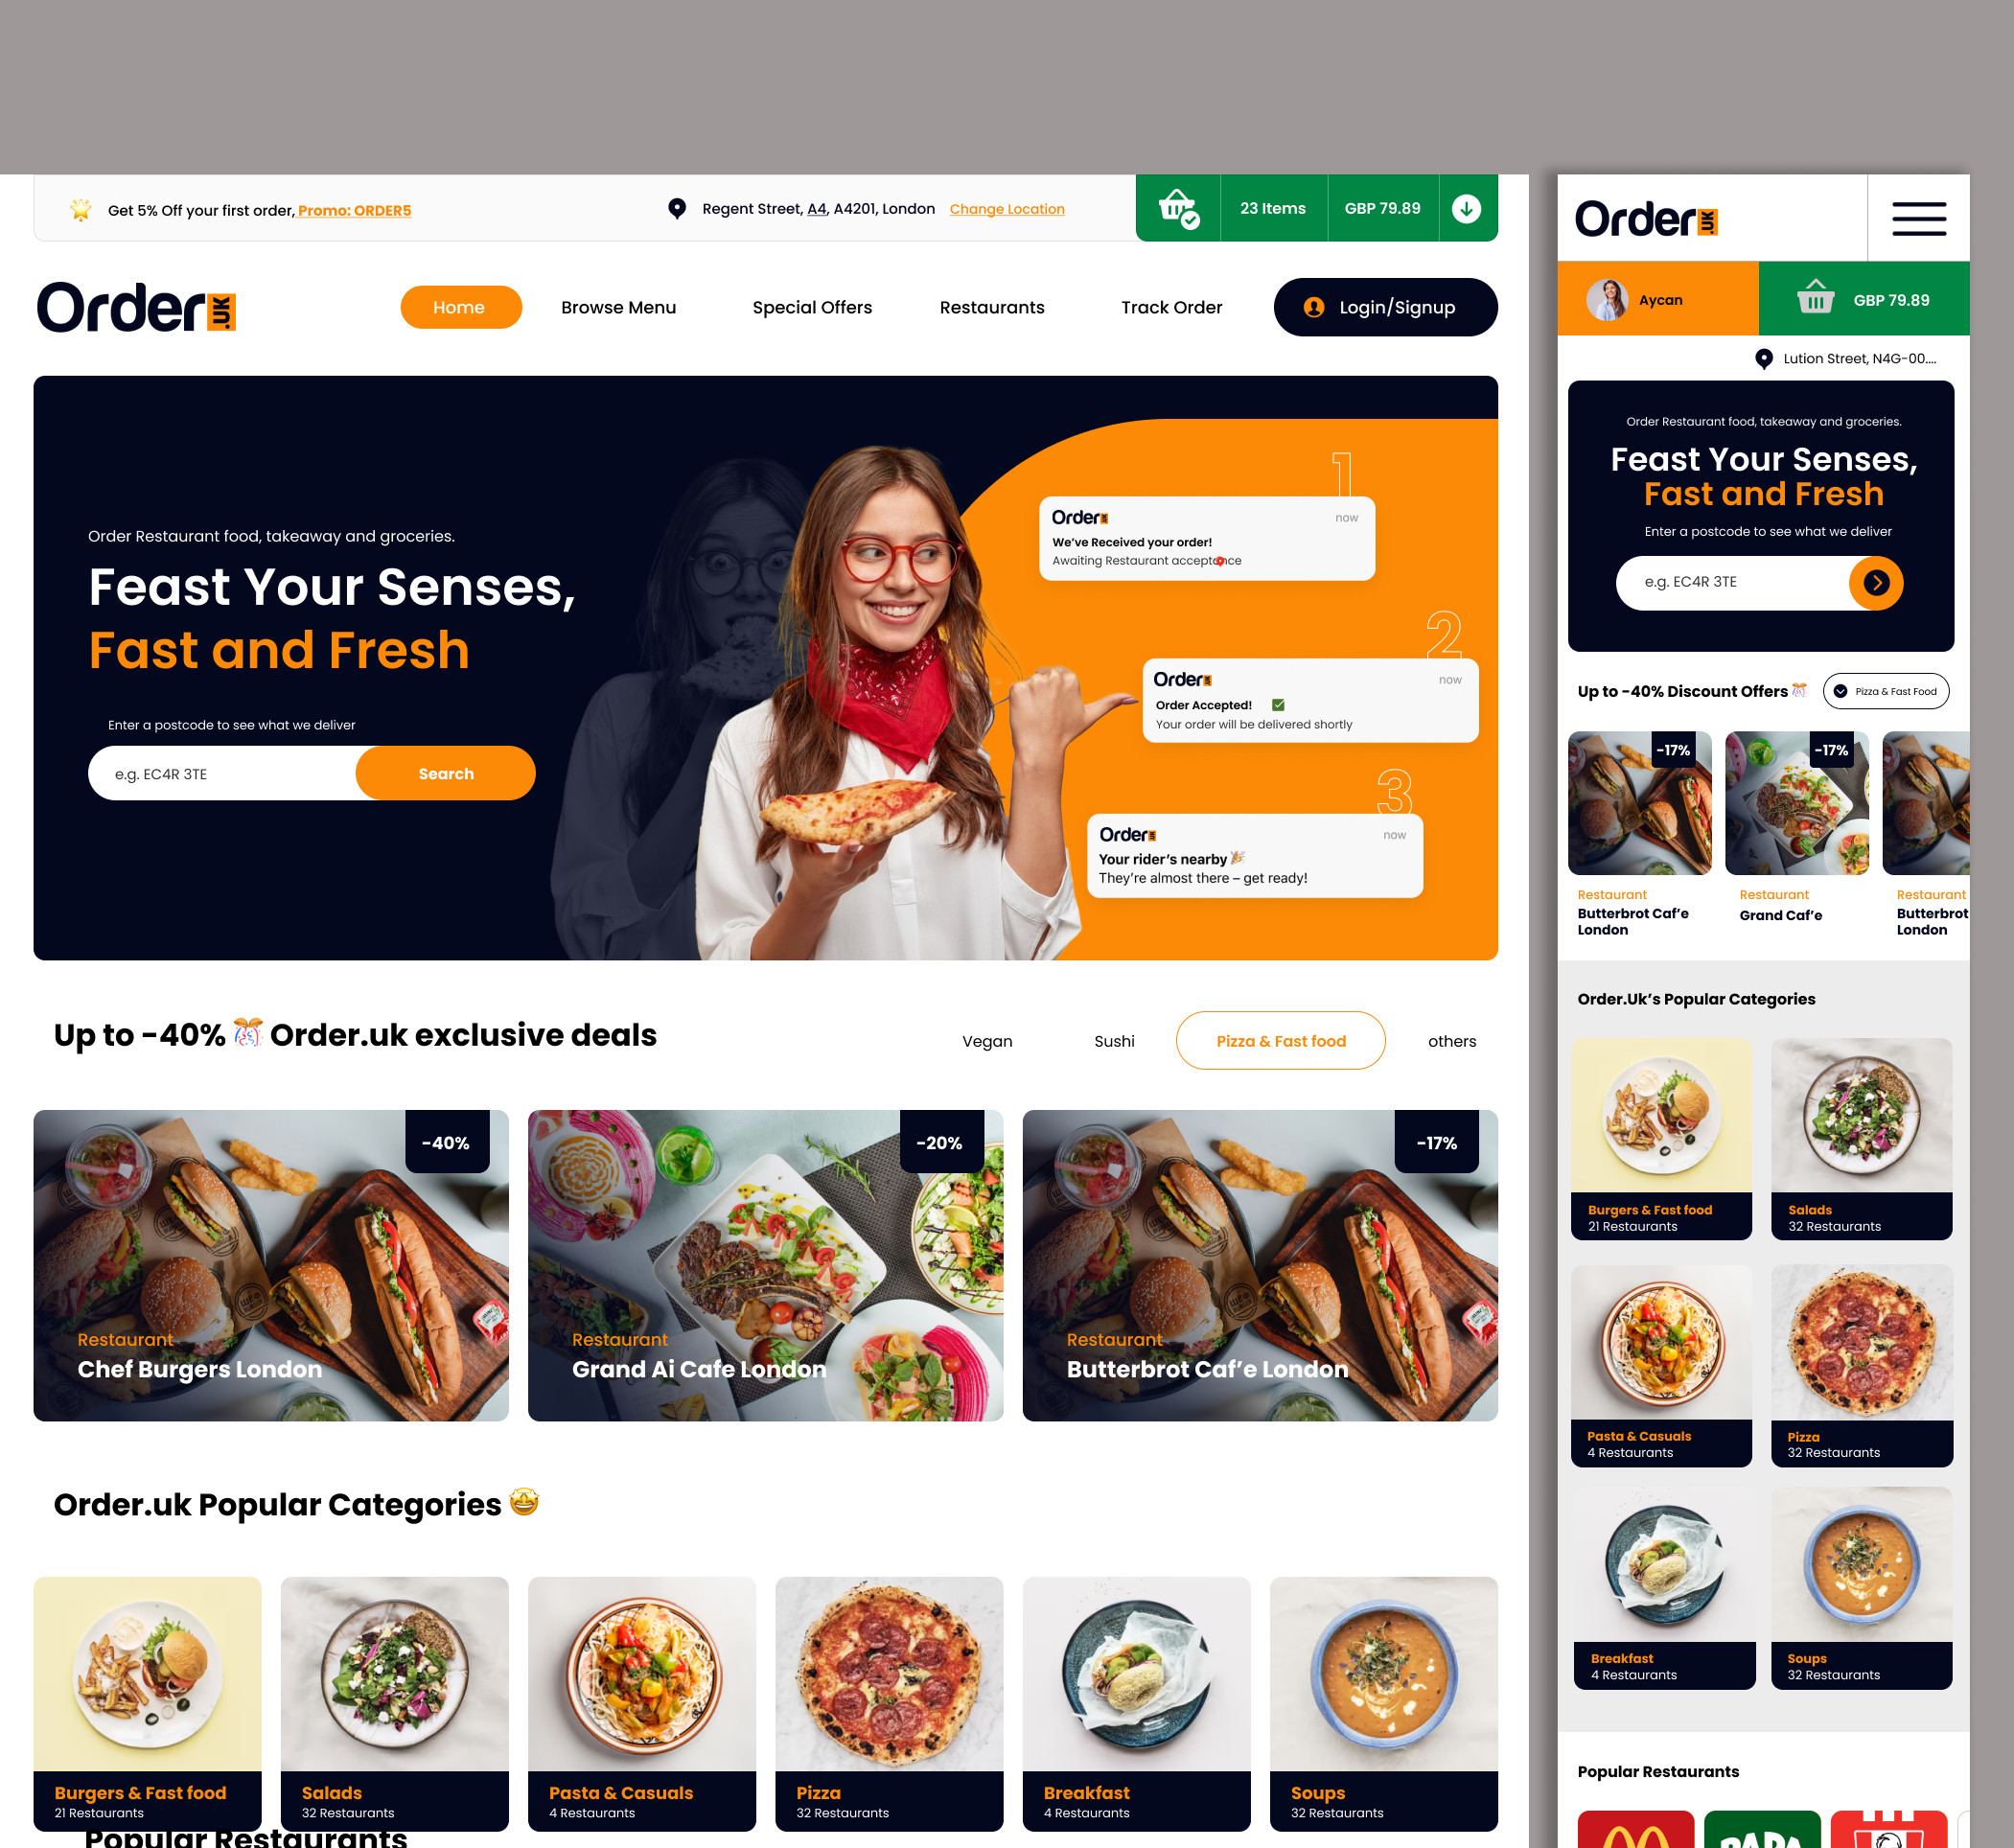 Get 5% Off your first order, Promo: ORDER5
Regent Street, A4, A4201, London
Change Location
23 Items
GBP 79.89
Order.uk
Home
Browse Menu
Special Offers
Restaurants
Track Order
Login/Signup
Order Restaurant food, takeaway and groceries.
Feast Your Senses,
Fast and Fresh
Enter a postcode to see what we deliver
e.g. EC4R 3TE
Search
1
Order.uk
now
We’ve Received your order!
Awaiting Restaurant acceptance
2
Order.uk
now
Order Accepted!
Your order will be delivered shortly
3
Order.uk
now
Your rider’s nearby
They’re almost there – get ready!
Up to -40% Order.uk exclusive deals
Vegan
Sushi
Pizza & Fast food
others
-40%
Restaurant
Chef Burgers London
-20%
Restaurant
Grand Ai Cafe London
-17%
Restaurant
Butterbrot Caf’e London
Order.uk Popular Categories
Burgers & Fast food
21 Restaurants
Salads
32 Restaurants
Pasta & Casuals
4 Restaurants
Pizza
32 Restaurants
Breakfast
4 Restaurants
Soups
32 Restaurants
Popular Restaurants
Order.uk
Aycan
GBP 79.89
Lution Street, N4G-00....
Order Restaurant food, takeaway and groceries.
Feast Your Senses,
Fast and Fresh
Enter a postcode to see what we deliver
e.g. EC4R 3TE
Up to -40% Discount Offers
Pizza & Fast Food
-17%
Restaurant
Butterbrot Caf’e
London
-17%
Restaurant
Grand Caf’e
Restaurant
Butterbrot
London
Order.Uk’s Popular Categories
Burgers & Fast food
21 Restaurants
Salads
32 Restaurants
Pasta & Casuals
4 Restaurants
Pizza
32 Restaurants
Breakfast
4 Restaurants
Soups
32 Restaurants
Popular Restaurants
PAPA